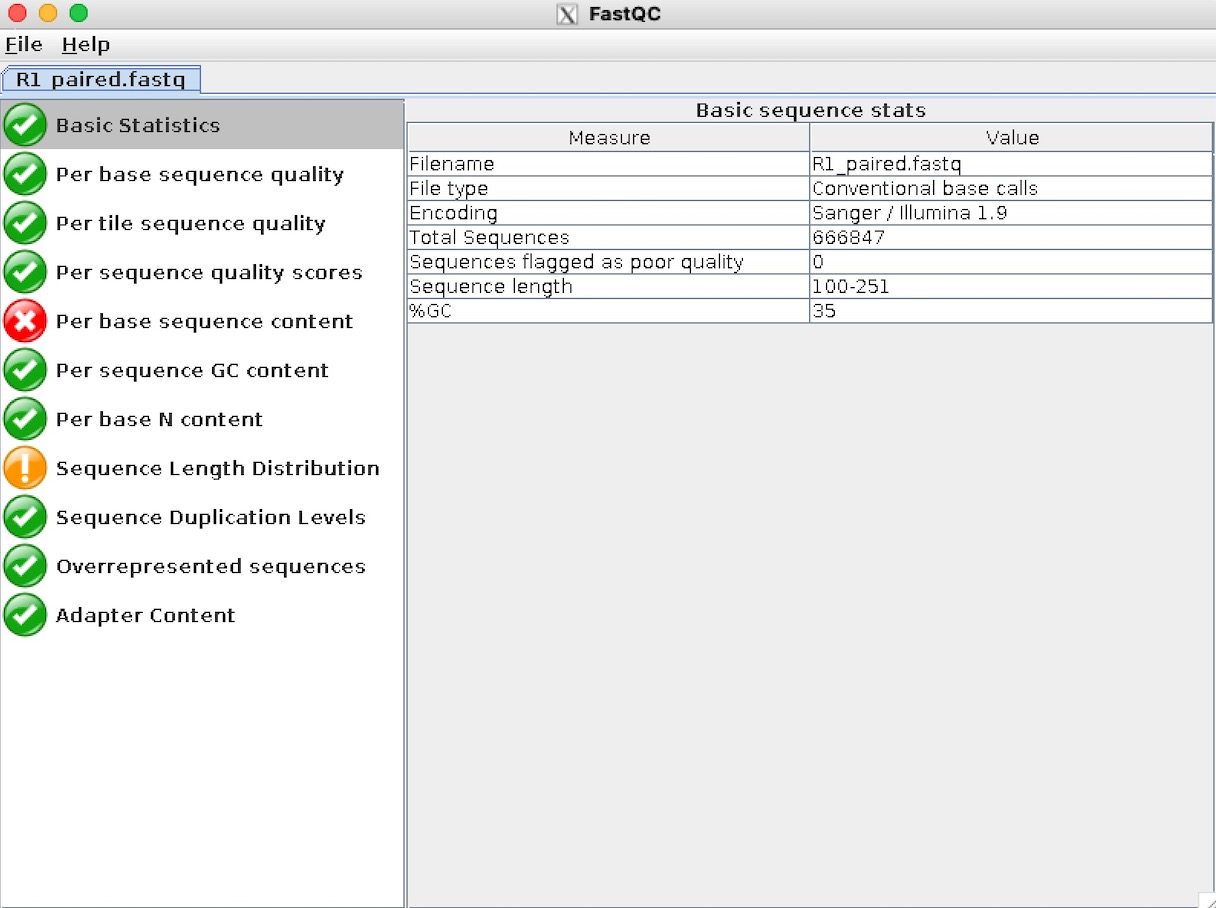 FastQC
File Help
R1_paired.fastq
Basic Statistics
Per base sequence quality
Per tile sequence quality
Per sequence quality scores
Per base sequence content
Per sequence GC content
Per base N content
Sequence Length Distribution
Sequence Duplication Levels
Overrepresented sequences
Adapter Content
Basic sequence stats
Measure Value
Filename R1_paired.fastq
File type Conventional base calls
Encoding Sanger / Illumina 1.9
Total Sequences 666847
Sequences flagged as poor quality 0
Sequence length 100-251
%GC 35